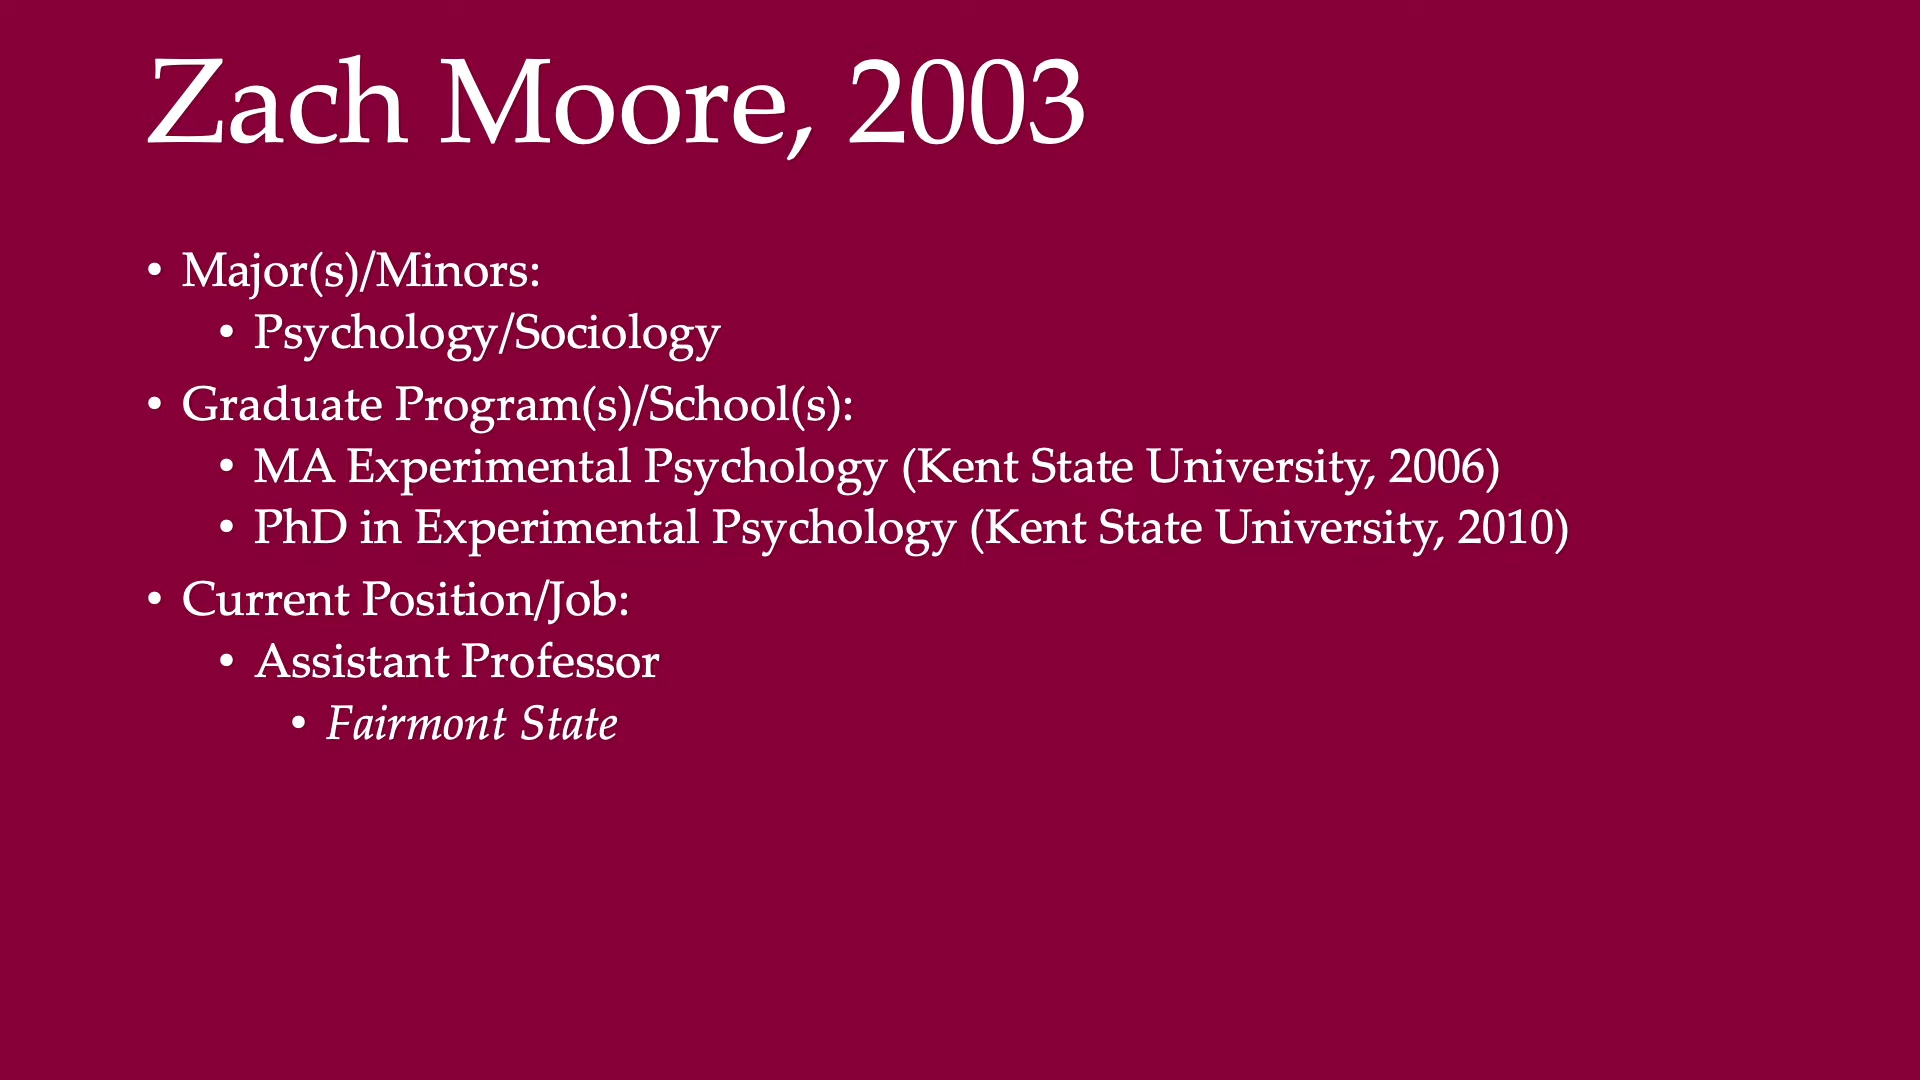 Zach Moore, 2003
• Major(s)/Minors:
• Psychology/Sociology
• Graduate Program(s)/School(s):
• MA Experimental Psychology (Kent State University, 2006)
• PhD in Experimental Psychology (Kent State University, 2010)
• Current Position/Job:
• Assistant Professor
• Fairmont State